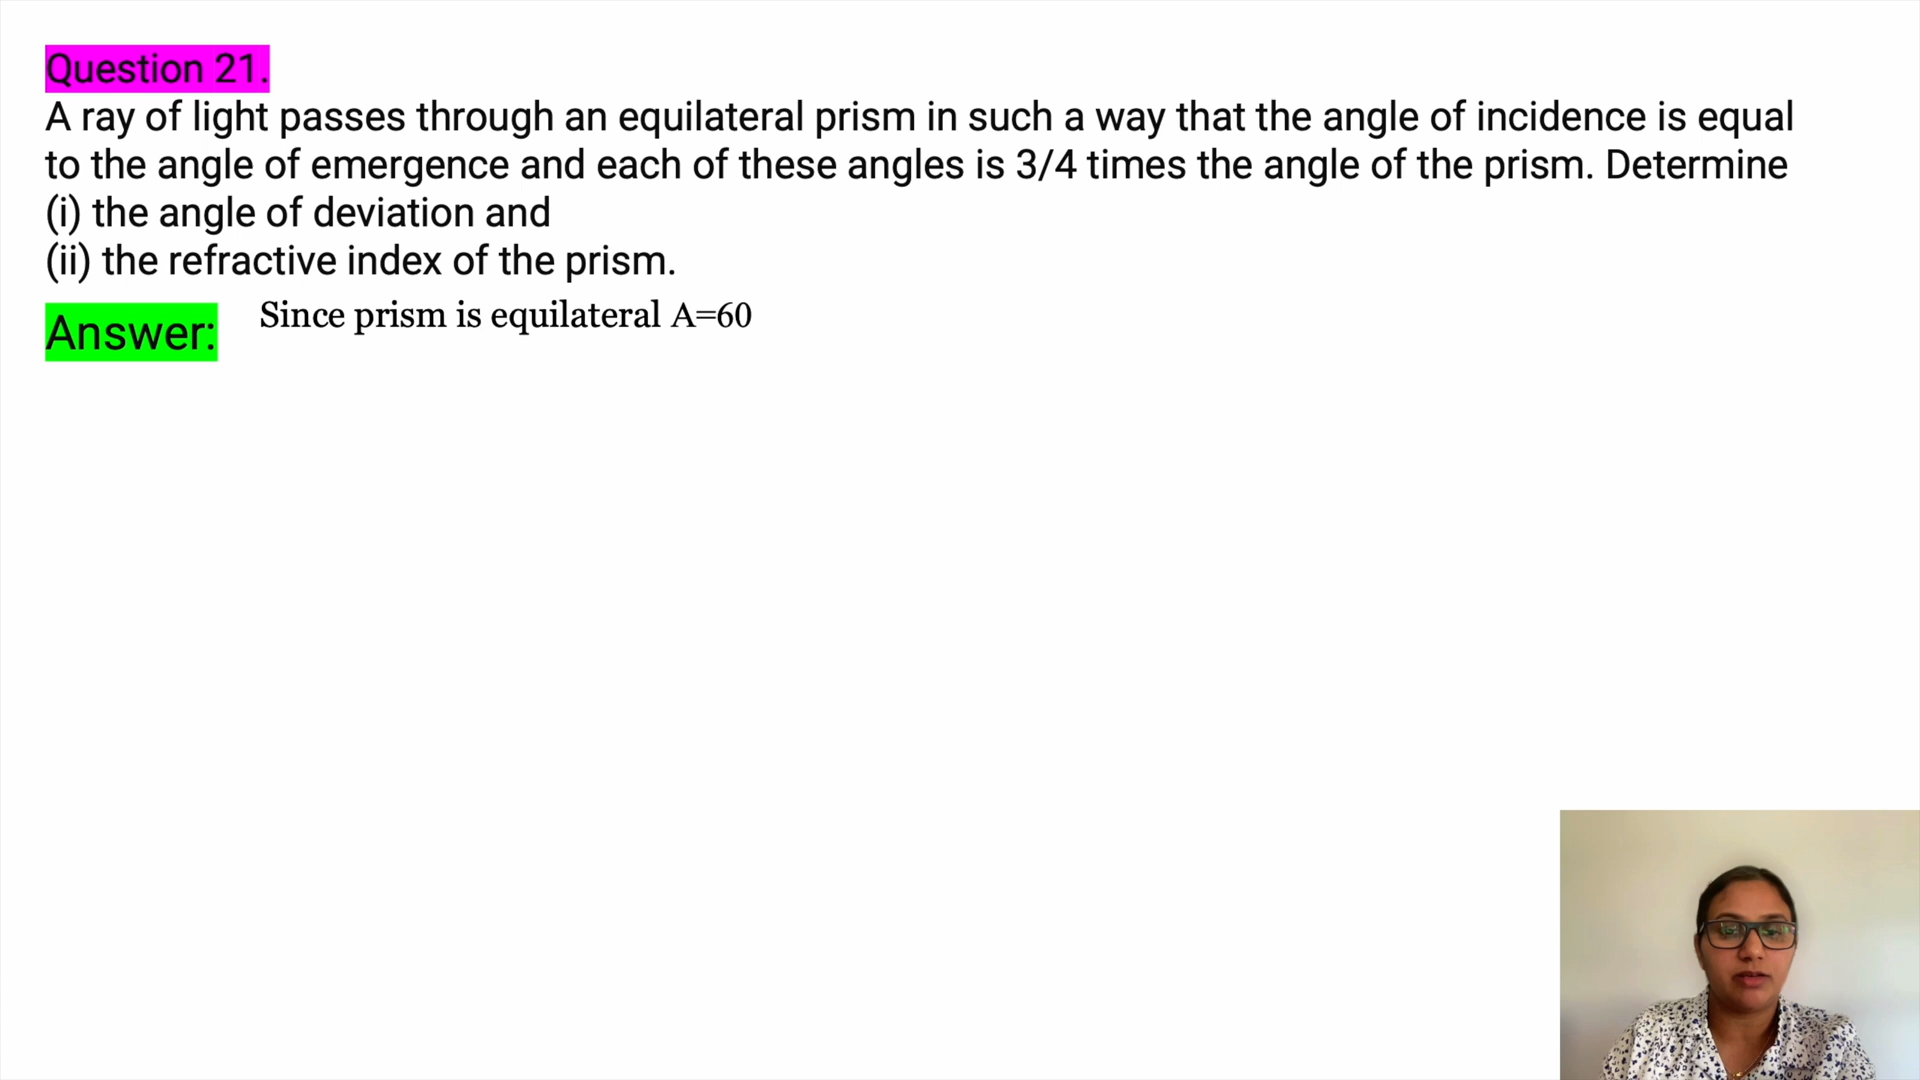 Question 21.
A ray of light passes through an equilateral prism in such a way that the angle of incidence is equal
to the angle of emergence and each of these angles is 3/4 times the angle of the prism. Determine
(i) the angle of deviation and
(ii) the refractive index of the prism.
Answer: Since prism is equilateral A=60